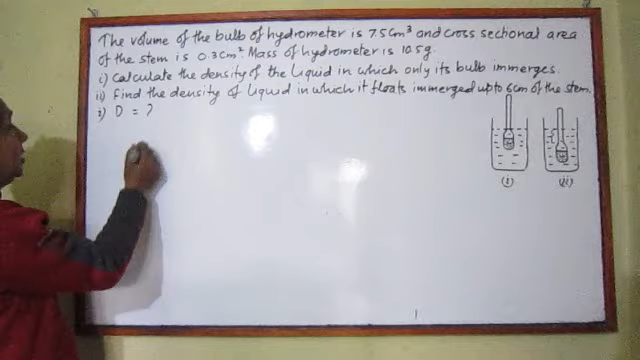 The volume of the bulb of hydrometer is 7.5 cm³ and cross sectional area
of the stem is 0.3 cm² Mass of hydrometer is 10.5 g.
i) Calculate the density of the liquid in which only its bulb immerges.
ii) Find the density of liquid in which it floats immerged upto 6cm of the stem.
i) D = ?
(i) (ii)